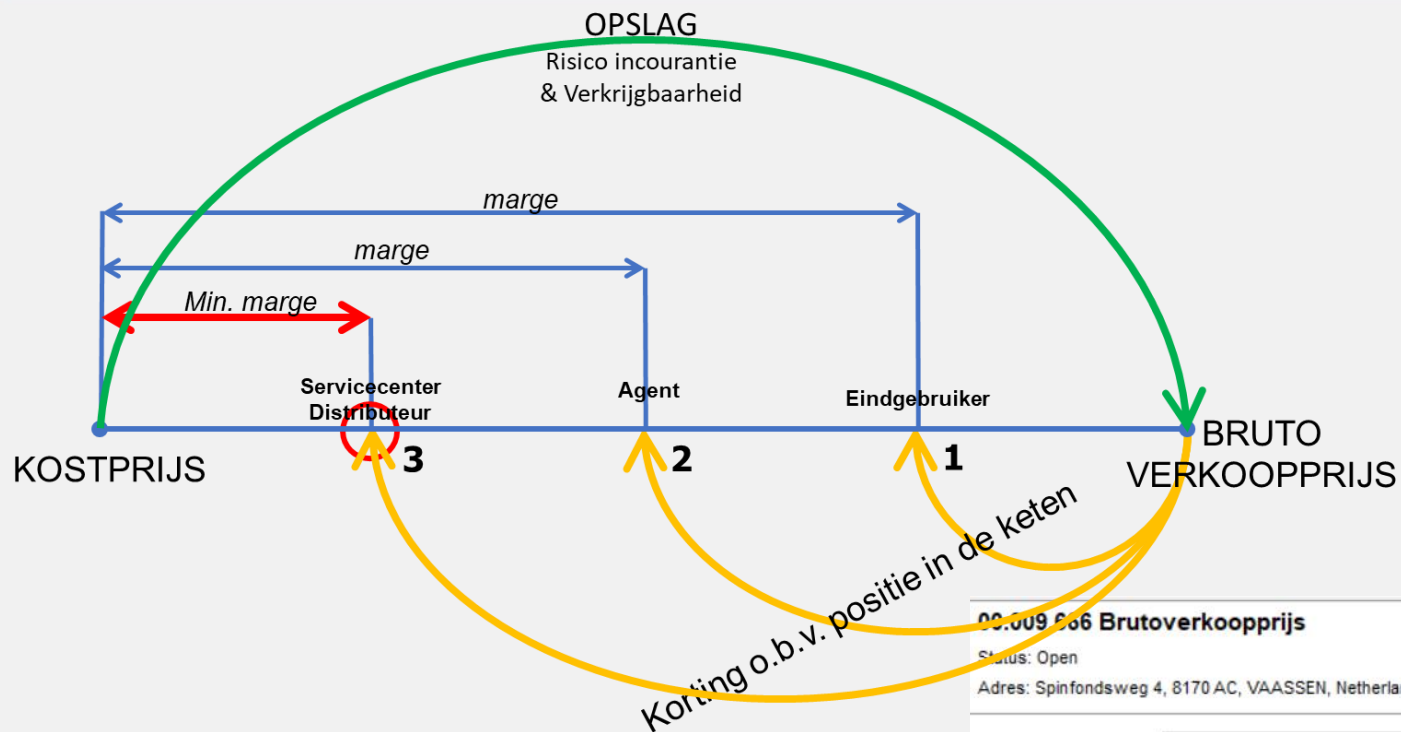 OPSLAG
Risico incourantie
& Verkrijgbaarheid
marge
marge
Min. marge
Servicecenter
Distributeur
Agent
Eindgebruiker
3
2
1
KOSTPRIJS
BRUTO
VERKOOPPRIJS
Korting o.b.v. positie in de keten
Brutoverkoopprijs
Status: Open
Adres: Spinfondsweg 4, 8170 AC, VAASSEN,